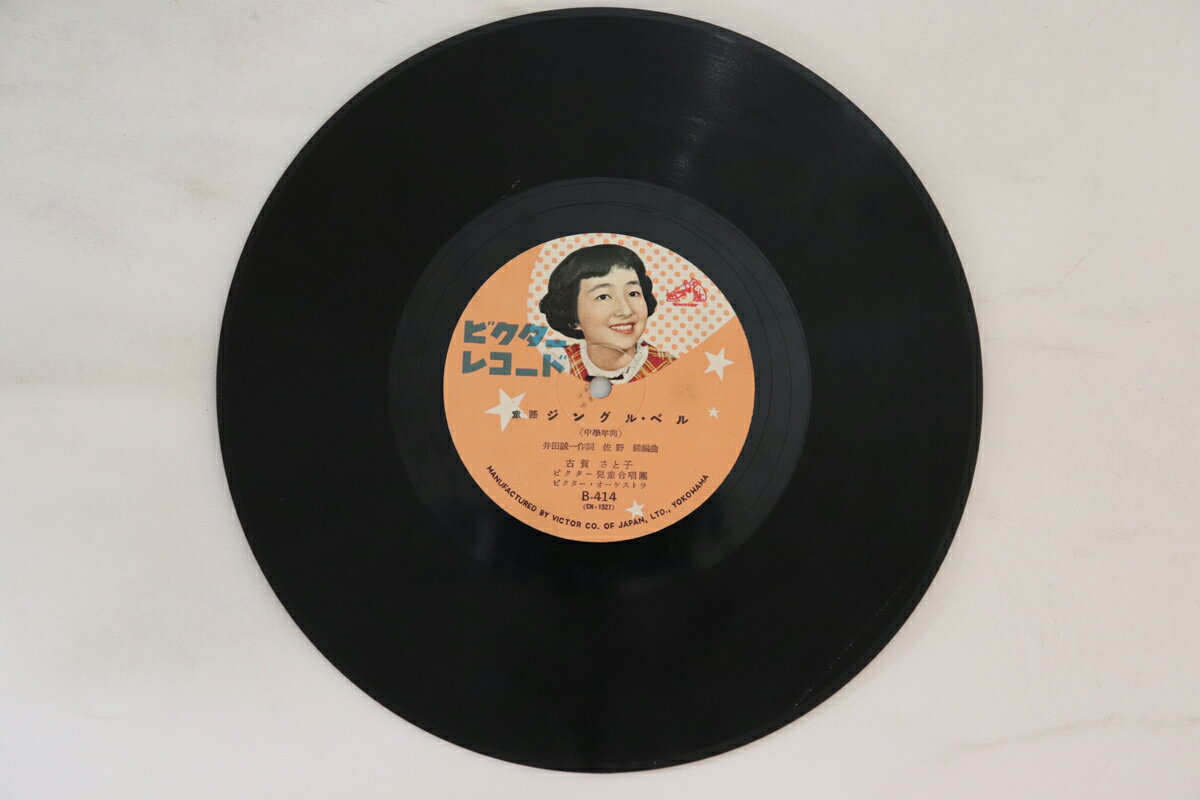 ビクター
レコード
童謡 ジングル・ベル
(中學年向)
井田誠一作詞 佐野 鋤編曲
古賀 さと子
ビクター兒童合唱團
ビクター・オーケストラ
B-414
(CN-1527)
MANUFACTURED BY VICTOR CO. OF JAPAN, LTD., YOKOHAMA